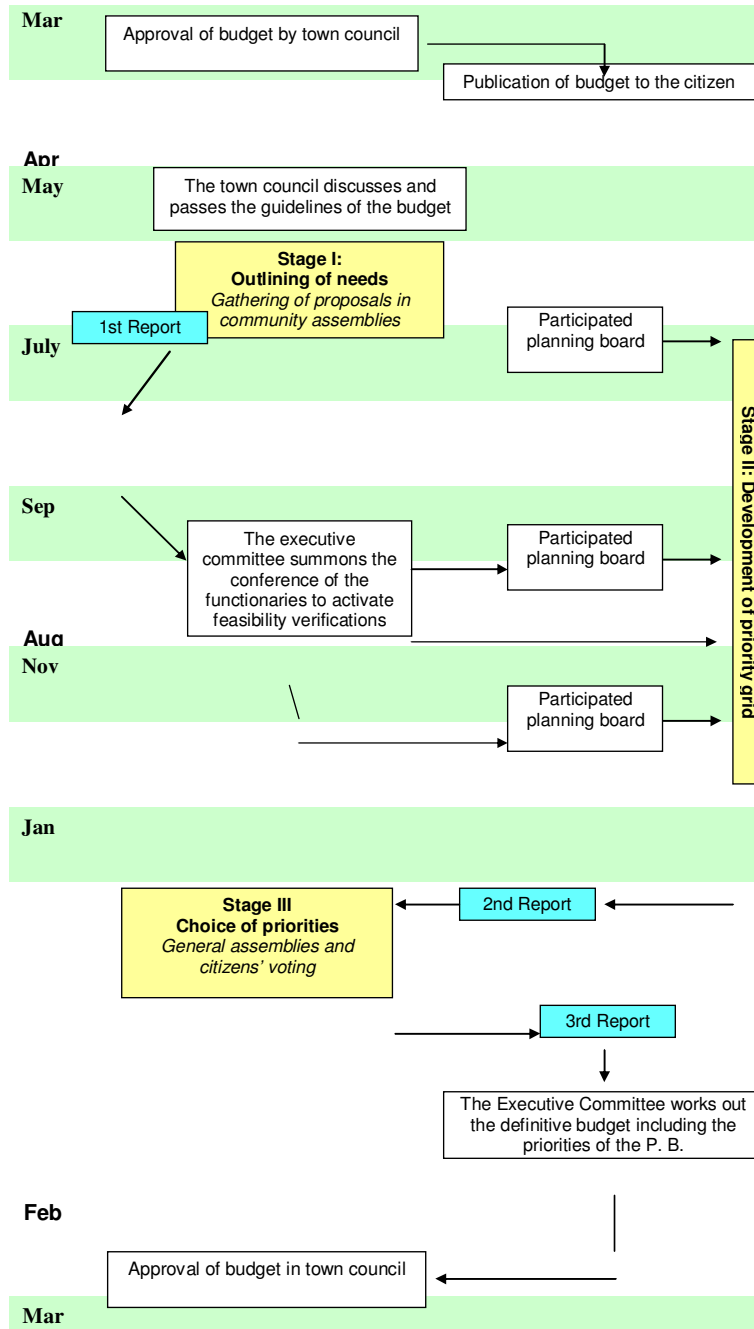 Mar
Approval of budget by town council
Publication of budget to the citizen
Apr
May
The town council discusses and
passes the guidelines of the budget
Stage I:
Outlining of needs
Gathering of proposals in
community assemblies
1st Report
July
Participated
planning board
Stage II: Development of priority grid
Sep
The executive
committee summons the
conference of the
functionaries to activate
feasibility verifications
Participated
planning board
Aug
Nov
Participated
planning board
Jan
Stage III
Choice of priorities
General assemblies and
citizens' voting
2nd Report
3rd Report
The Executive Committee works out
the definitive budget including the
priorities of the P. B.
Feb
Approval of budget in town council
Mar